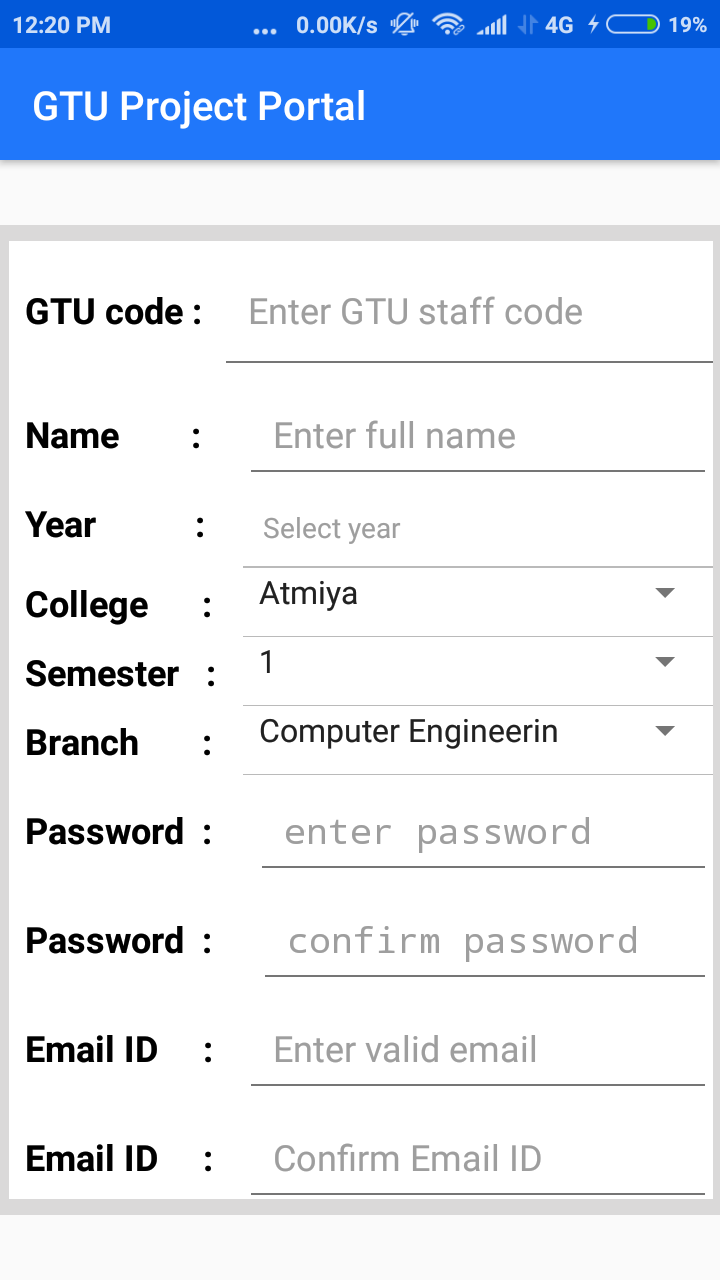 12:20 PM ... 0.00K/s 4G 19%
GTU Project Portal
GTU code : Enter GTU staff code
Name : Enter full name
Year : Select year
College : Atmiya
Semester : 1
Branch : Computer Engineerin
Password : enter password
Password : confirm password
Email ID : Enter valid email
Email ID : Confirm Email ID